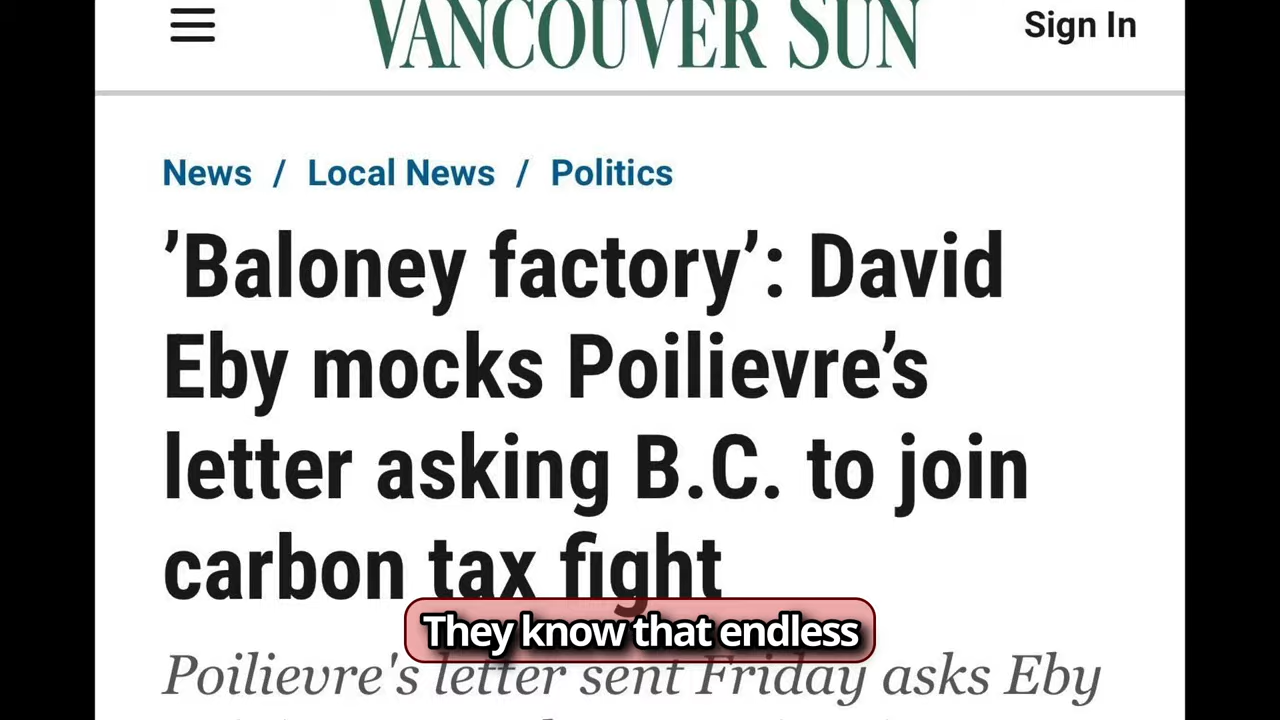 VANCOUVER SUN
Sign In
News / Local News / Politics
’Baloney factory’: David
Eby mocks Poilievre’s
letter asking B.C. to join
carbon tax fight
They know that endless
Poilievre's letter sent Friday asks Eby